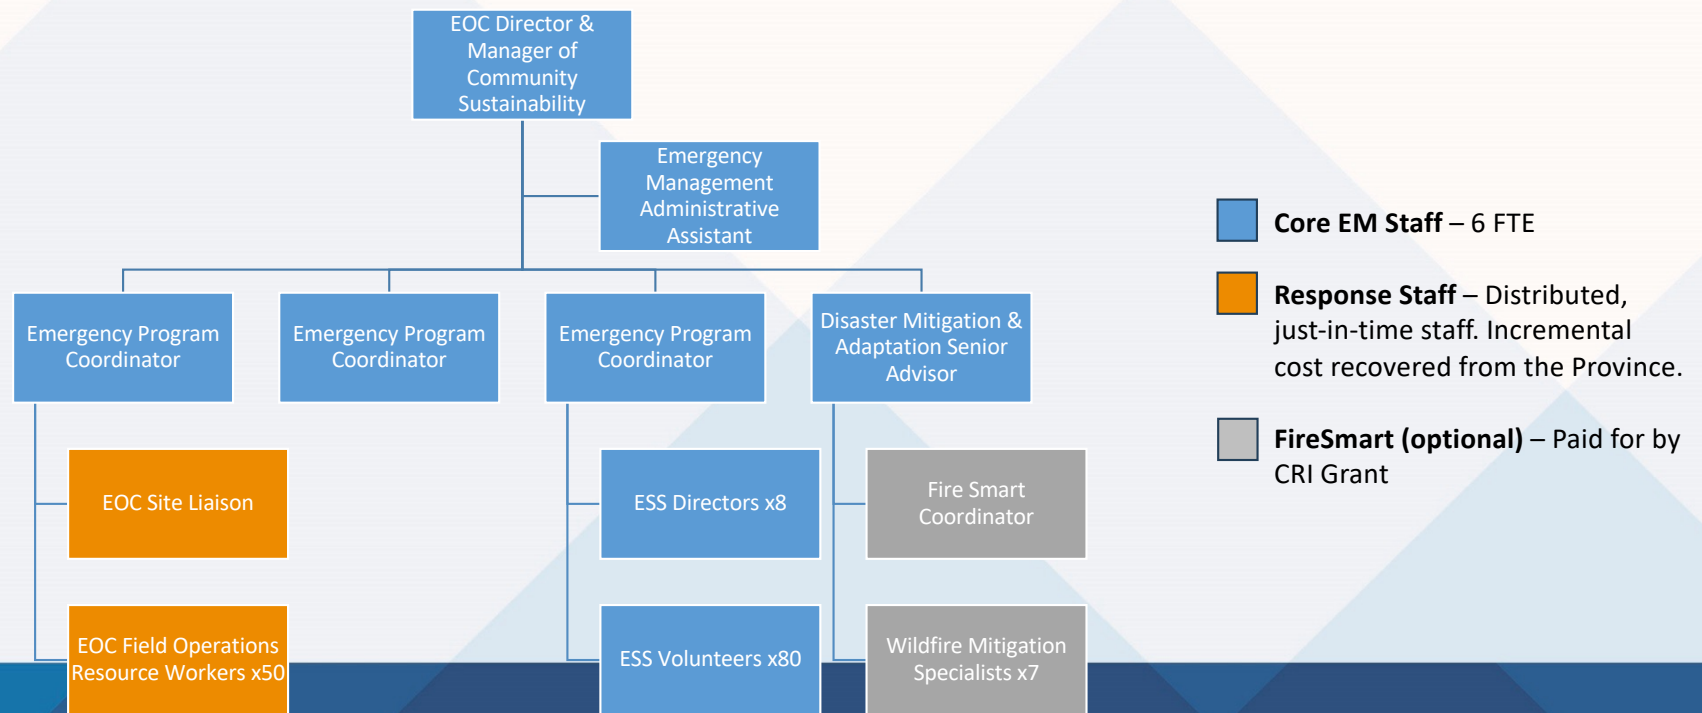 EOC Director &
Manager of
Community
Sustainability
Emergency
Management
Administrative
Assistant
Emergency Program
Coordinator
Emergency Program
Coordinator
Emergency Program
Coordinator
Disaster Mitigation &
Adaptation Senior
Advisor
EOC Site Liaison
ESS Directors x8
Fire Smart
Coordinator
EOC Field Operations
Resource Workers x50
ESS Volunteers x80
Wildfire Mitigation
Specialists x7
Core EM Staff – 6 FTE
Response Staff – Distributed,
just-in-time staff. Incremental
cost recovered from the Province.
FireSmart (optional) – Paid for by
CRI Grant